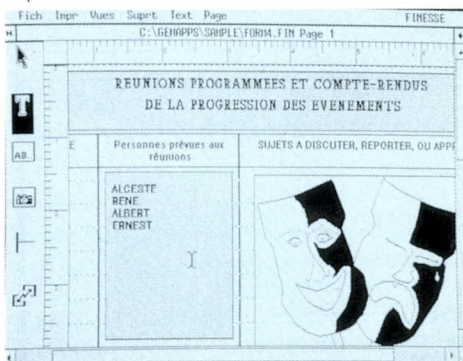 Fich Impr Vues Suprt Text Page FINESSE
C:\GEMAPPS\SAMPLE\FORM4.FIN Page 1
REUNIONS PROGRAMMEES ET COMPTE-RENDUS
DE LA PROGRESSION DES EVENEMENTS
E
Personnes prévues aux
réunions
SUJETS A DISCUTER, REPORTER, OU APPR
ALCESTE
RENE
ALBERT
ERNEST
T
AB